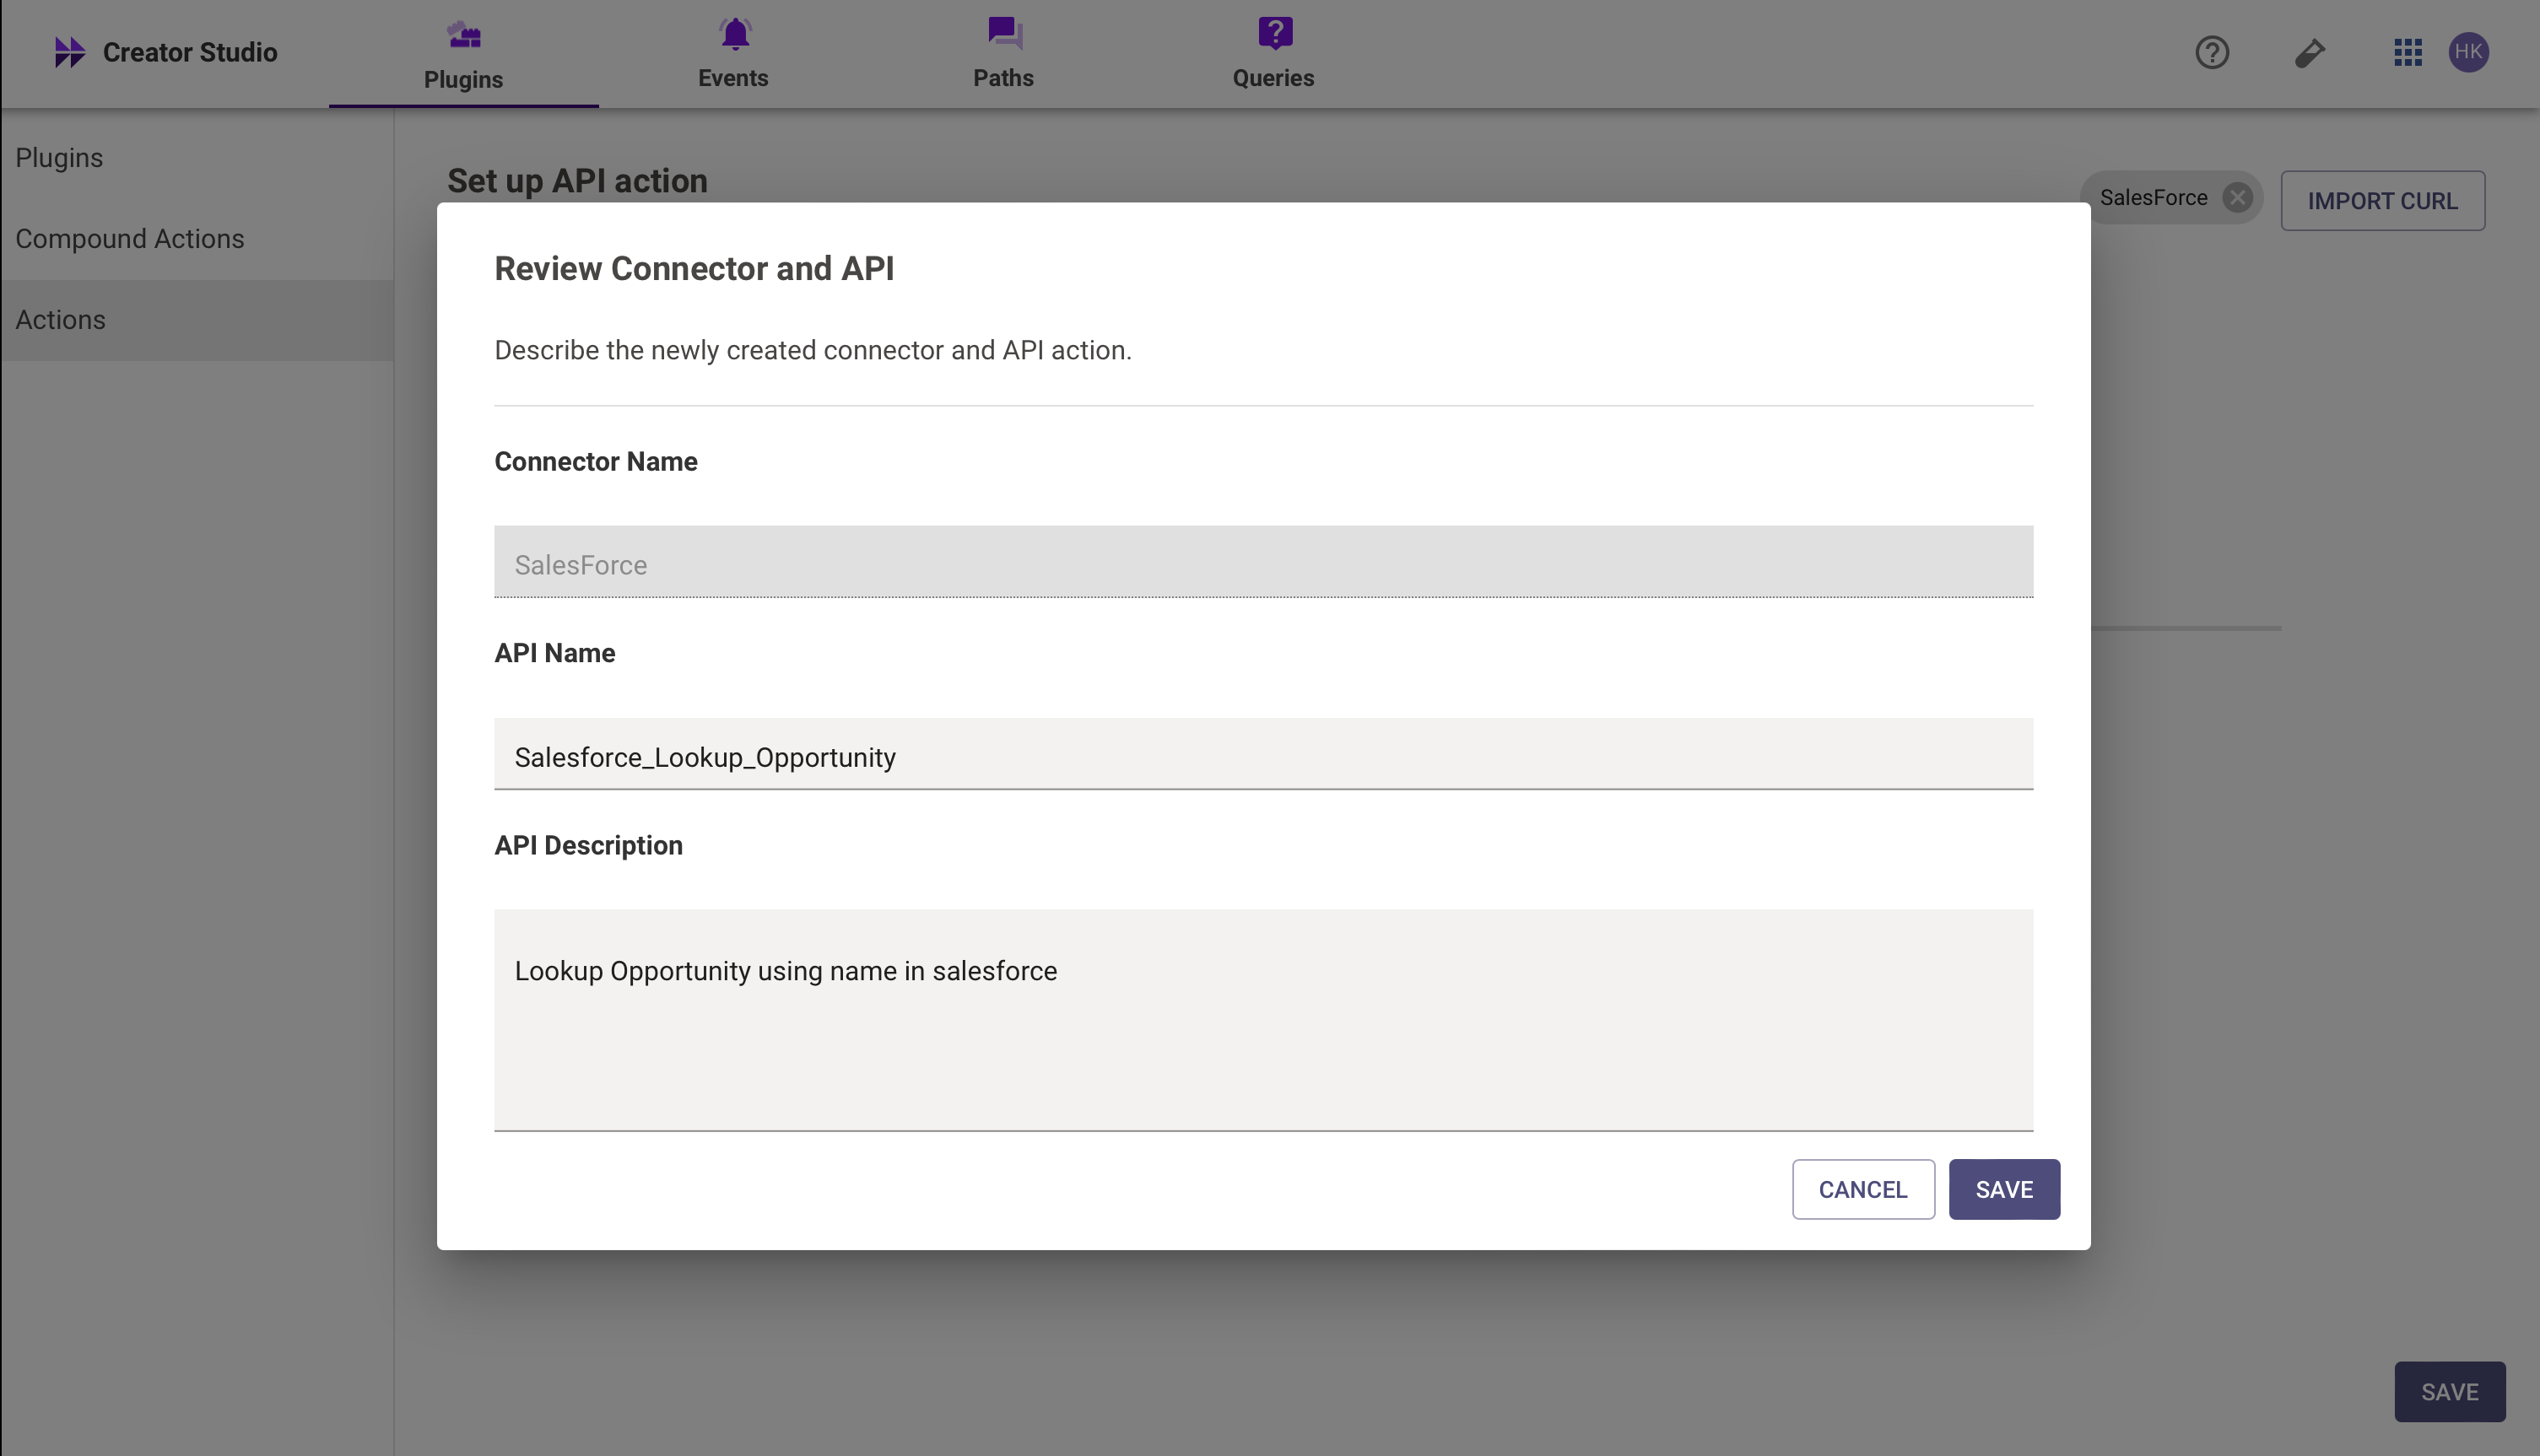 Creator Studio
Plugins
Events
Paths
Queries
HK
Plugins
Compound Actions
Actions
Set up API action
SalesForce
IMPORT CURL
Review Connector and API
Describe the newly created connector and API action.
Connector Name
SalesForce
API Name
Salesforce_Lookup_Opportunity
API Description
Lookup Opportunity using name in salesforce
CANCEL
SAVE
SAVE